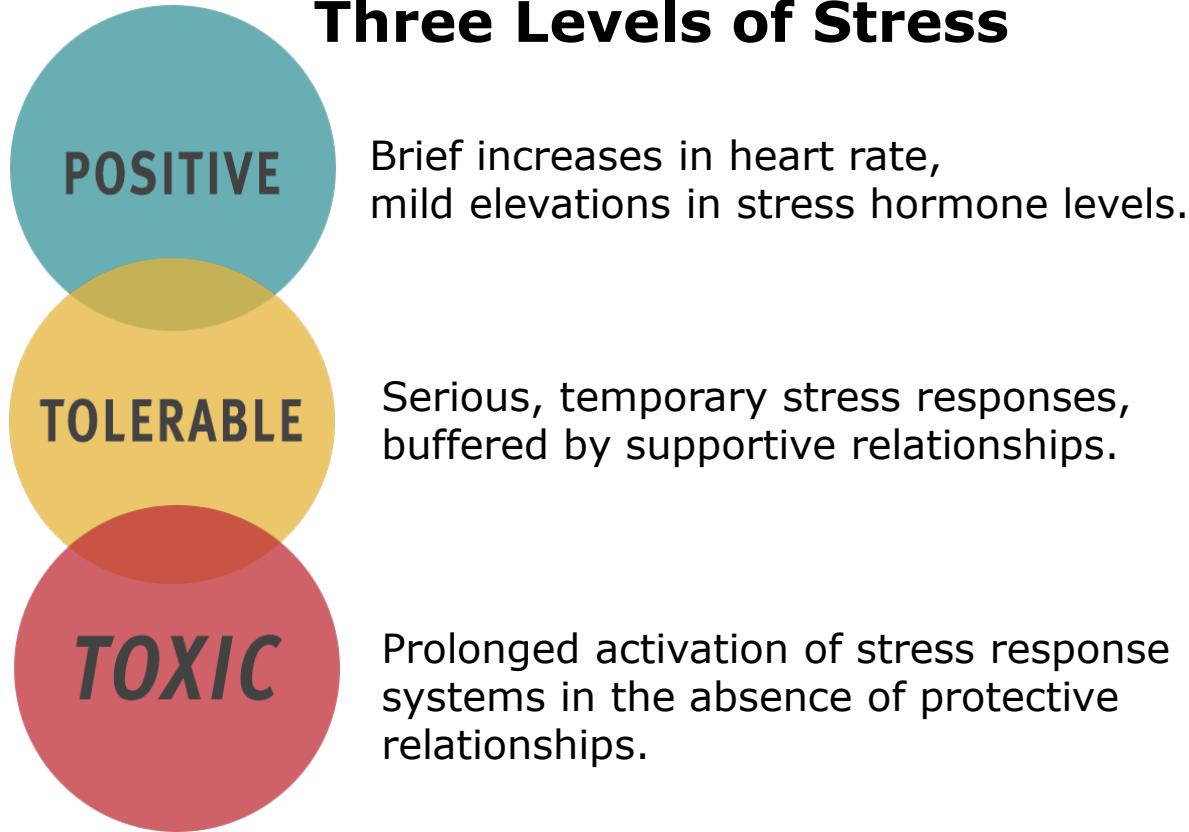 Three Levels of Stress
POSITIVE
Brief increases in heart rate,
mild elevations in stress hormone levels.
TOLERABLE
Serious, temporary stress responses,
buffered by supportive relationships.
TOXIC
Prolonged activation of stress response
systems in the absence of protective
relationships.